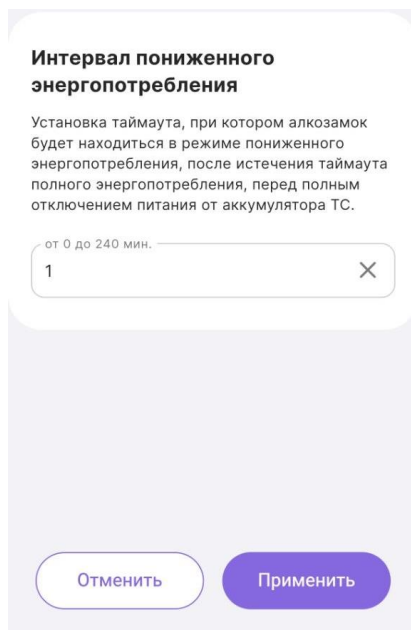 Интервал пониженного
энергопотребления
Установка таймаута, при котором алкозамок
будет находиться в режиме пониженного
энергопотребления, после истечения таймаута
полного энергопотребления, перед полным
отключением питания от аккумулятора ТС.
от 0 до 240 мин.
1
Отменить
Применить